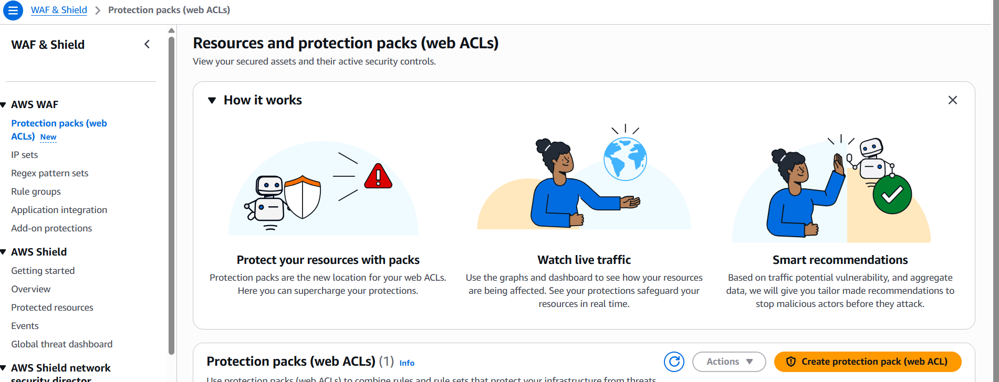 WAF & Shield > Protection packs (web ACLs)
WAF & Shield
AWS WAF
Protection packs (web
ACLs) New
IP sets
Regex pattern sets
Rule groups
Application integration
Add-on protections
AWS Shield
Getting started
Overview
Protected resources
Events
Global threat dashboard
AWS Shield network
security director
Resources and protection packs (web ACLs)
View your secured assets and their active security controls.
How it works
Protect your resources with packs
Protection packs are the new location for your web ACLs.
Here you can supercharge your protections.
Watch live traffic
Use the graphs and dashboard to see how your resources
are being affected. See your protections safeguard your
resources in real time.
Smart recommendations
Based on traffic potential vulnerability, and aggregate
data, we will give you tailor made recommendations to
stop malicious actors before they attack.
Protection packs (web ACLs) (1) Info
Actions
Create protection pack (web ACL)
Use protection packs (web ACLs) to combine rules and rule sets that protect your infrastructure from threats.